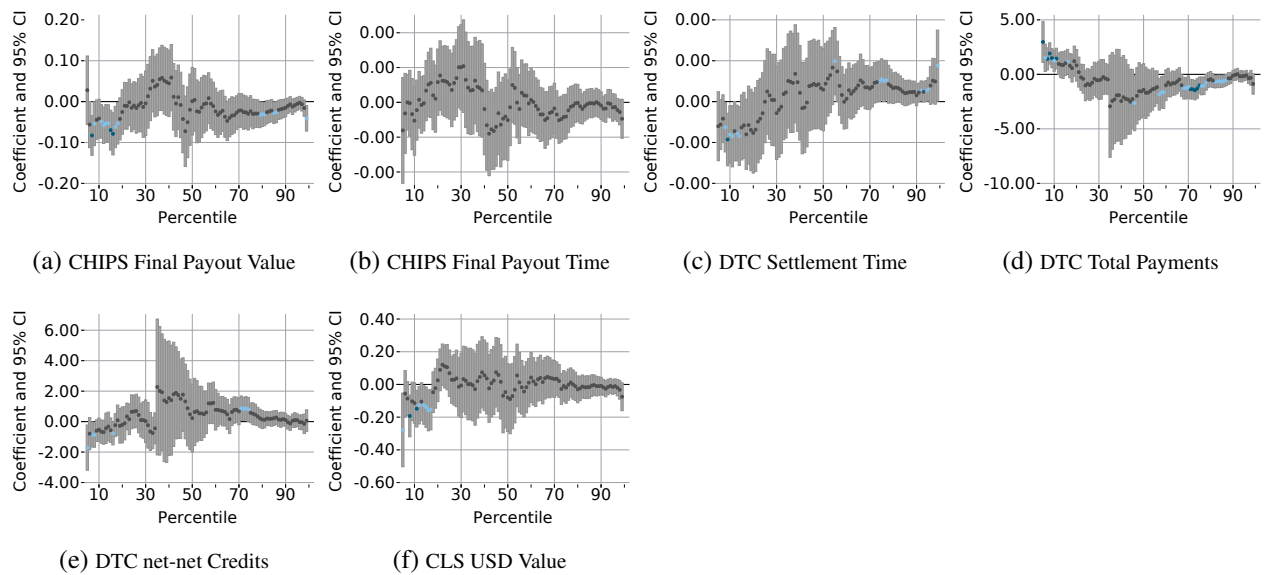 Coefficient and 95% CI
0.20
0.10
0.00
-0.10
-0.20
10 30 50 70 90
Percentile
(a) CHIPS Final Payout Value
Coefficient and 95% CI
0.00
0.00
0.00
-0.00
-0.00
10 30 50 70 90
Percentile
(b) CHIPS Final Payout Time
Coefficient and 95% CI
0.00
0.00
0.00
-0.00
-0.00
10 30 50 70 90
Percentile
(c) DTC Settlement Time
Coefficient and 95% CI
5.00
0.00
-5.00
-10.00
10 30 50 70 90
Percentile
(d) DTC Total Payments
Coefficient and 95% CI
6.00
4.00
2.00
0.00
-2.00
-4.00
10 30 50 70 90
Percentile
(e) DTC net-net Credits
Coefficient and 95% CI
0.40
0.20
0.00
-0.20
-0.40
-0.60
10 30 50 70 90
Percentile
(f) CLS USD Value